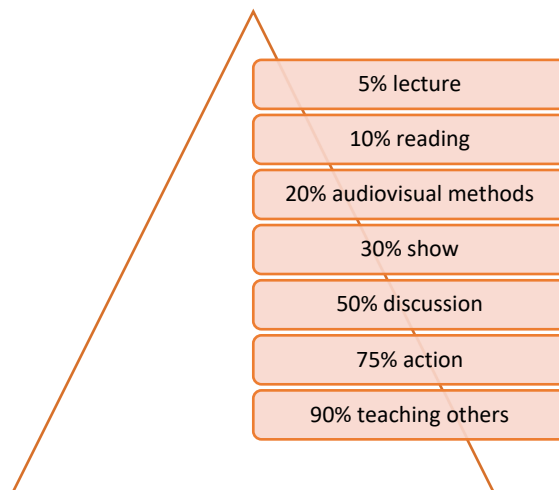 5% lecture
10% reading
20% audiovisual methods
30% show
50% discussion
75% action
90% teaching others